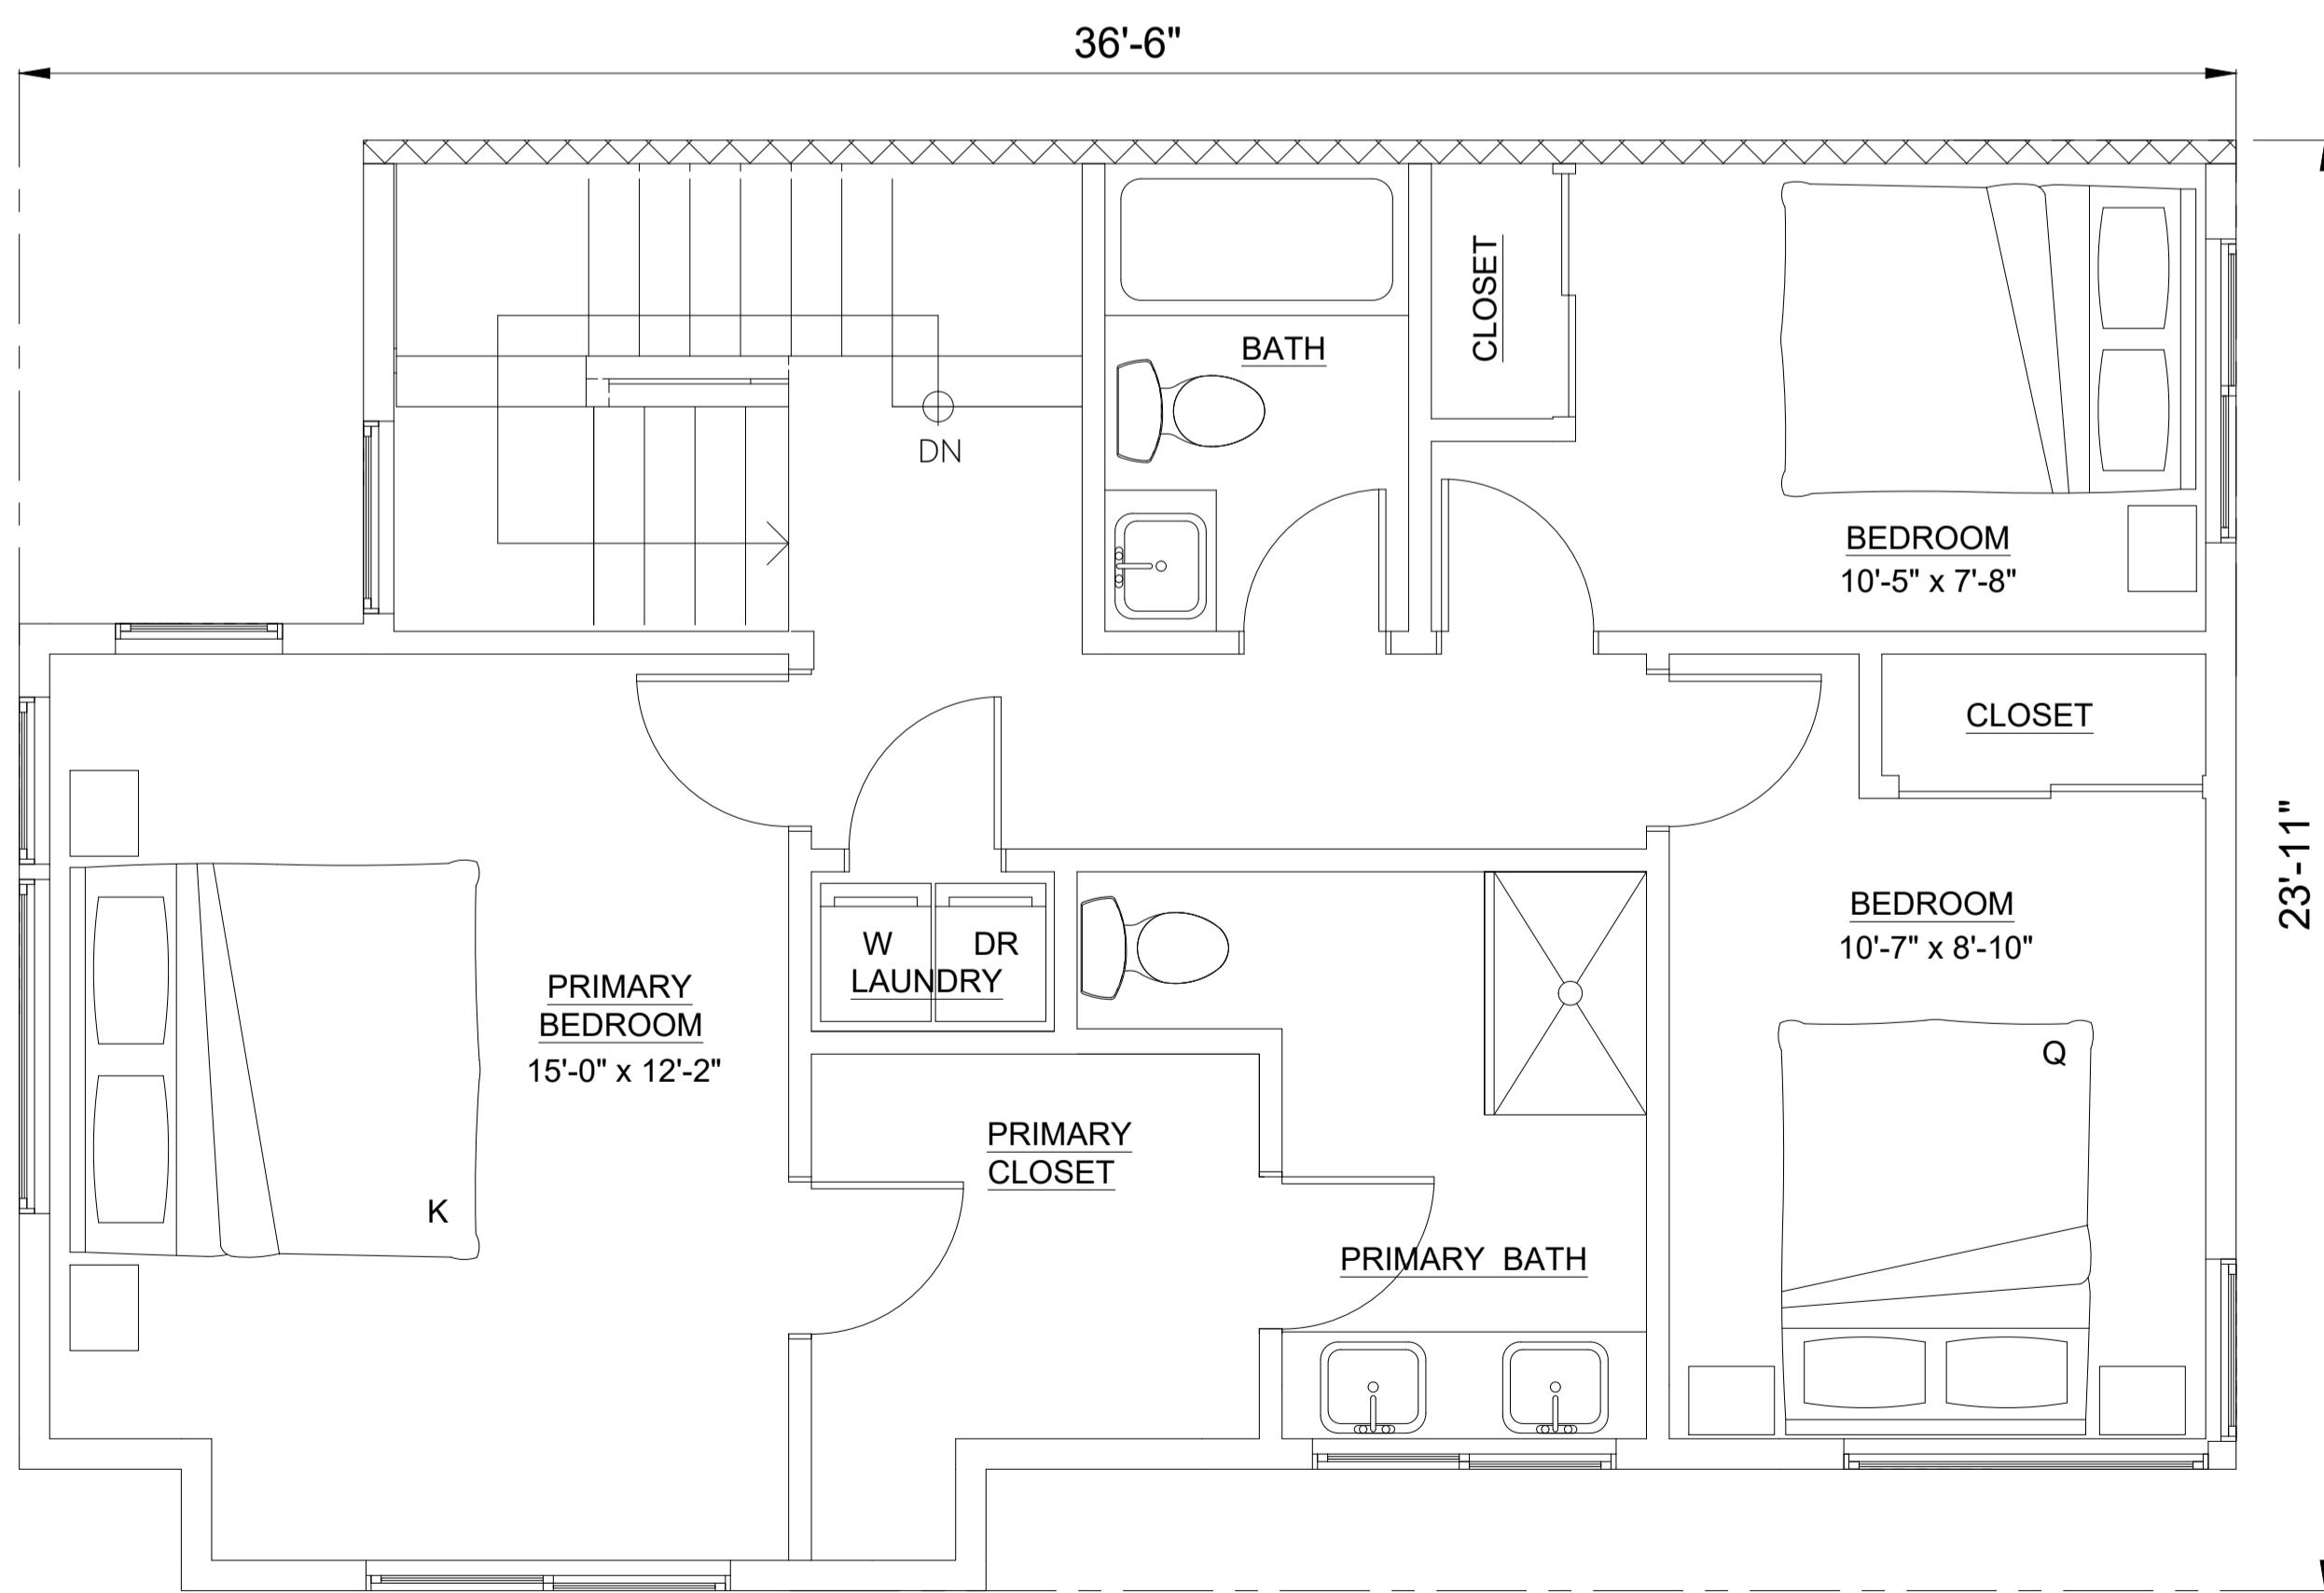 36'-6"
CLOSET
BATH
DN
BEDROOM
10'-5" x 7'-8"
CLOSET
23'-11"
BEDROOM
10'-7" x 8'-10"
W DR
LAUNDRY
PRIMARY
BEDROOM
15'-0" x 12'-2"
Q
PRIMARY
CLOSET
K
PRIMARY BATH